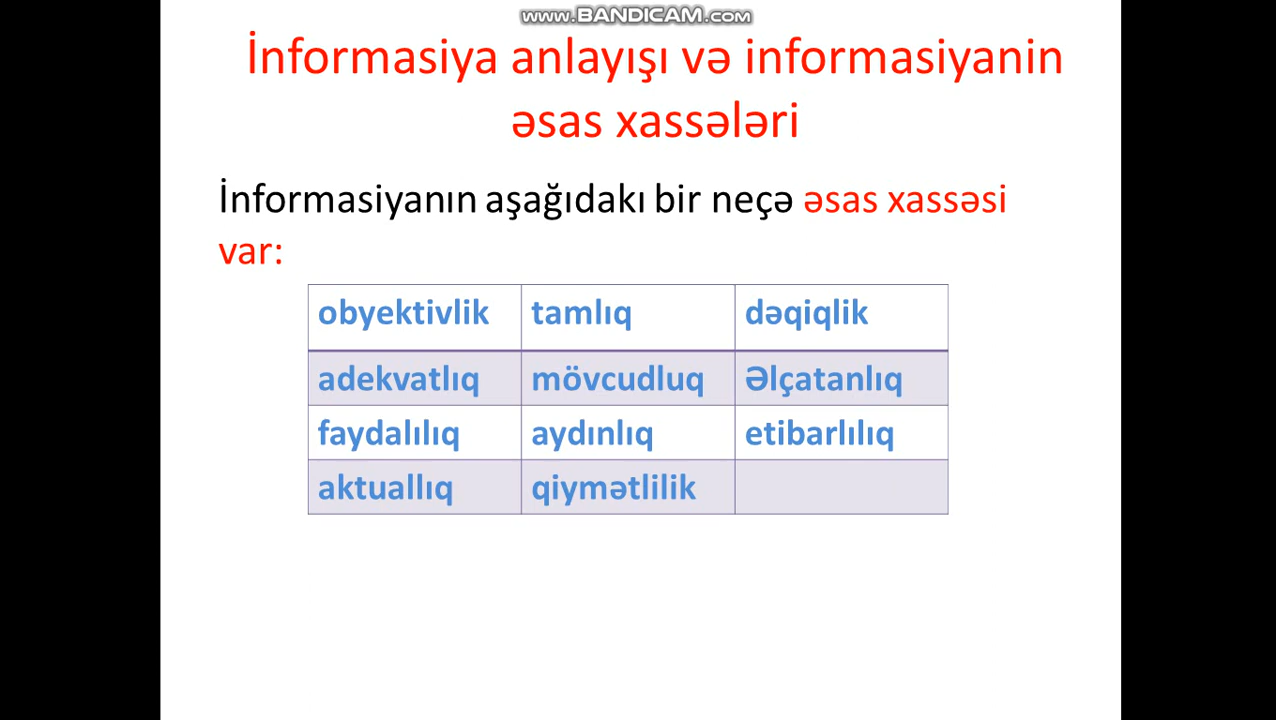 www.BANDICAM.com
İnformasiya anlayışı və informasiyanin
əsas xassələri
İnformasiyanın aşağıdakı bir neçə əsas xassəsi
var:
obyektivlik tamlıq dəqiqlik
adekvatlıq mövcudluq Əlçatanlıq
faydalılıq aydınlıq etibarlılıq
aktuallıq qiymətlilik